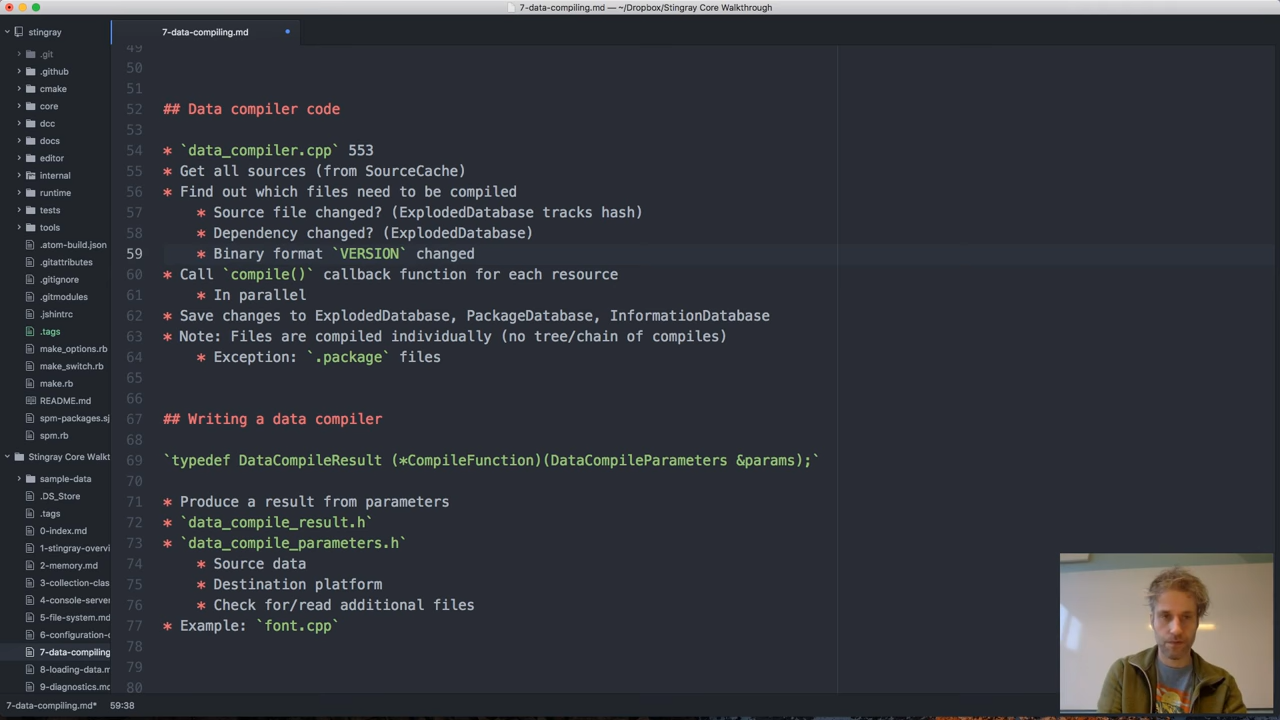 7-data-compiling.md — ~/Dropbox/Stingray Core Walkthrough
stingray
.git
.github
cmake
core
dcc
docs
editor
internal
runtime
tests
tools
.atom-build.json
.gitattributes
.gitignore
.gitmodules
.jshintrc
.tags
make_options.rb
make_switch.rb
make.rb
README.md
spm-packages.sj
spm.rb
Stingray Core Walkt
sample-data
.DS_Store
.tags
0-index.md
1-stingray-overvi
2-memory.md
3-collection-clas
4-console-server
5-file-system.md
6-configuration-c
7-data-compiling
8-loading-data.m
9-diagnostics.md
7-data-compiling.md
49
50
51
52 ## Data compiler code
53
54 * `data_compiler.cpp` 553
55 * Get all sources (from SourceCache)
56 * Find out which files need to be compiled
57 * Source file changed? (ExplodedDatabase tracks hash)
58 * Dependency changed? (ExplodedDatabase)
59 * Binary format `VERSION` changed
60 * Call `compile()` callback function for each resource
61 * In parallel
62 * Save changes to ExplodedDatabase, PackageDatabase, InformationDatabase
63 * Note: Files are compiled individually (no tree/chain of compiles)
64 * Exception: `.package` files
65
66
67 ## Writing a data compiler
68
69 `typedef DataCompileResult (*CompileFunction)(DataCompileParameters &params);`
70
71 * Produce a result from parameters
72 * `data_compile_result.h`
73 * `data_compile_parameters.h`
74 * Source data
75 * Destination platform
76 * Check for/read additional files
77 * Example: `font.cpp`
78
79
80
7-data-compiling.md* 59:38